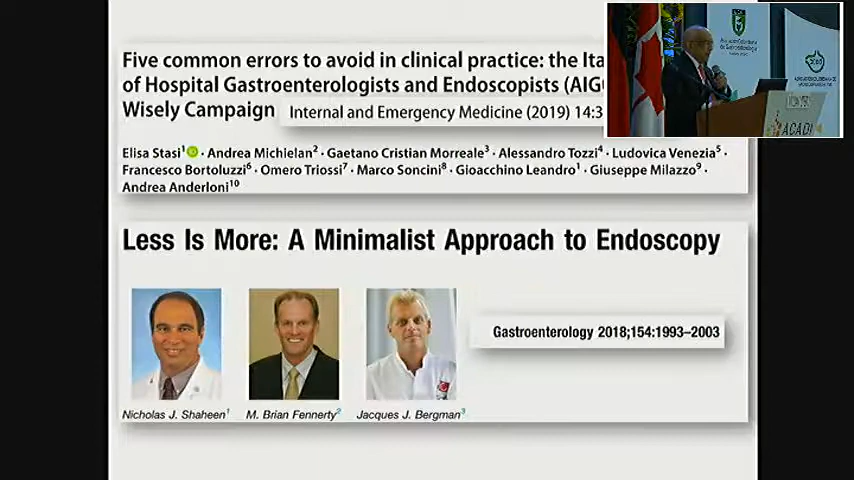 Five common errors to avoid in clinical practice: the Ita
of Hospital Gastroenterologists and Endoscopists (AIG
Wisely Campaign
Internal and Emergency Medicine (2019) 14:3
Elisa Stasi¹ · Andrea Michielan² · Gaetano Cristian Morreale³ · Alessandro Tozzi⁴ · Ludovica Venezia⁵ ·
Francesco Bortoluzzi⁶ · Omero Triossi⁷ · Marco Soncini⁸ · Gioacchino Leandro¹ · Giuseppe Milazzo⁹ ·
Andrea Anderloni¹⁰
Less Is More: A Minimalist Approach to Endoscopy
Gastroenterology 2018;154:1993–2003
Nicholas J. Shaheen¹ M. Brian Fennerty² Jacques J. Bergman³
ACADI